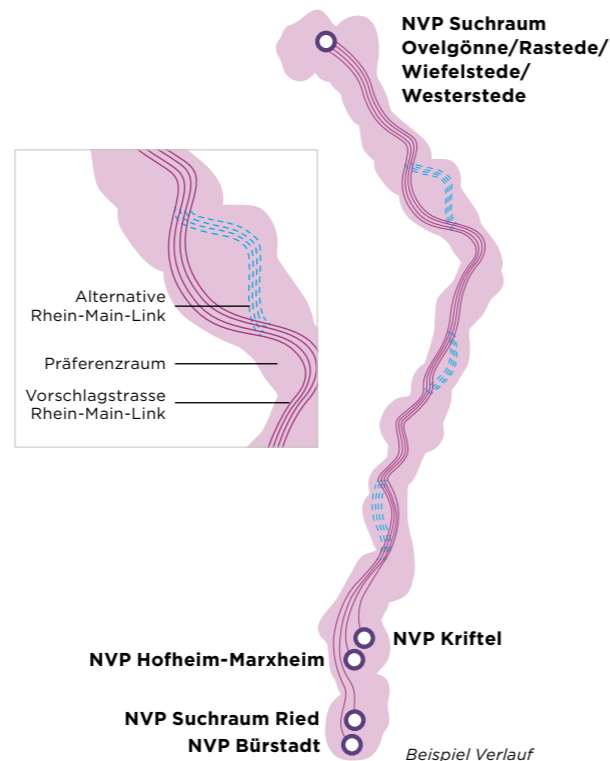 NVP Suchraum
Ovelgönne/Rastede/
Wiefelstede/
Westerstede
Alternative
Rhein-Main-Link
Präferenzraum
Vorschlagstrasse
Rhein-Main-Link
NVP Kriftel
NVP Hofheim-Marxheim
NVP Suchraum Ried
NVP Bürstadt
Beispiel Verlauf